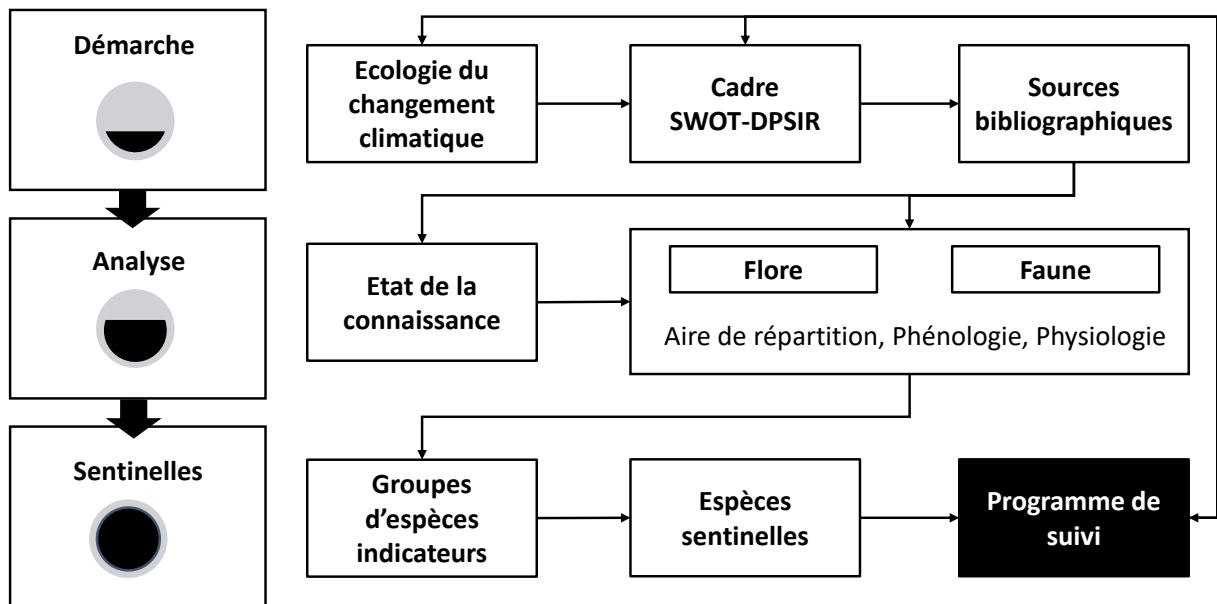 Démarche
Ecologie du
changement
climatique
Cadre
SWOT-DPSIR
Sources
bibliographiques
Analyse
Etat de la
connaissance
Flore
Faune
Aire de répartition, Phénologie, Physiologie
Sentinelles
Groupes
d’espèces
indicateurs
Espèces
sentinelles
Programme de
suivi